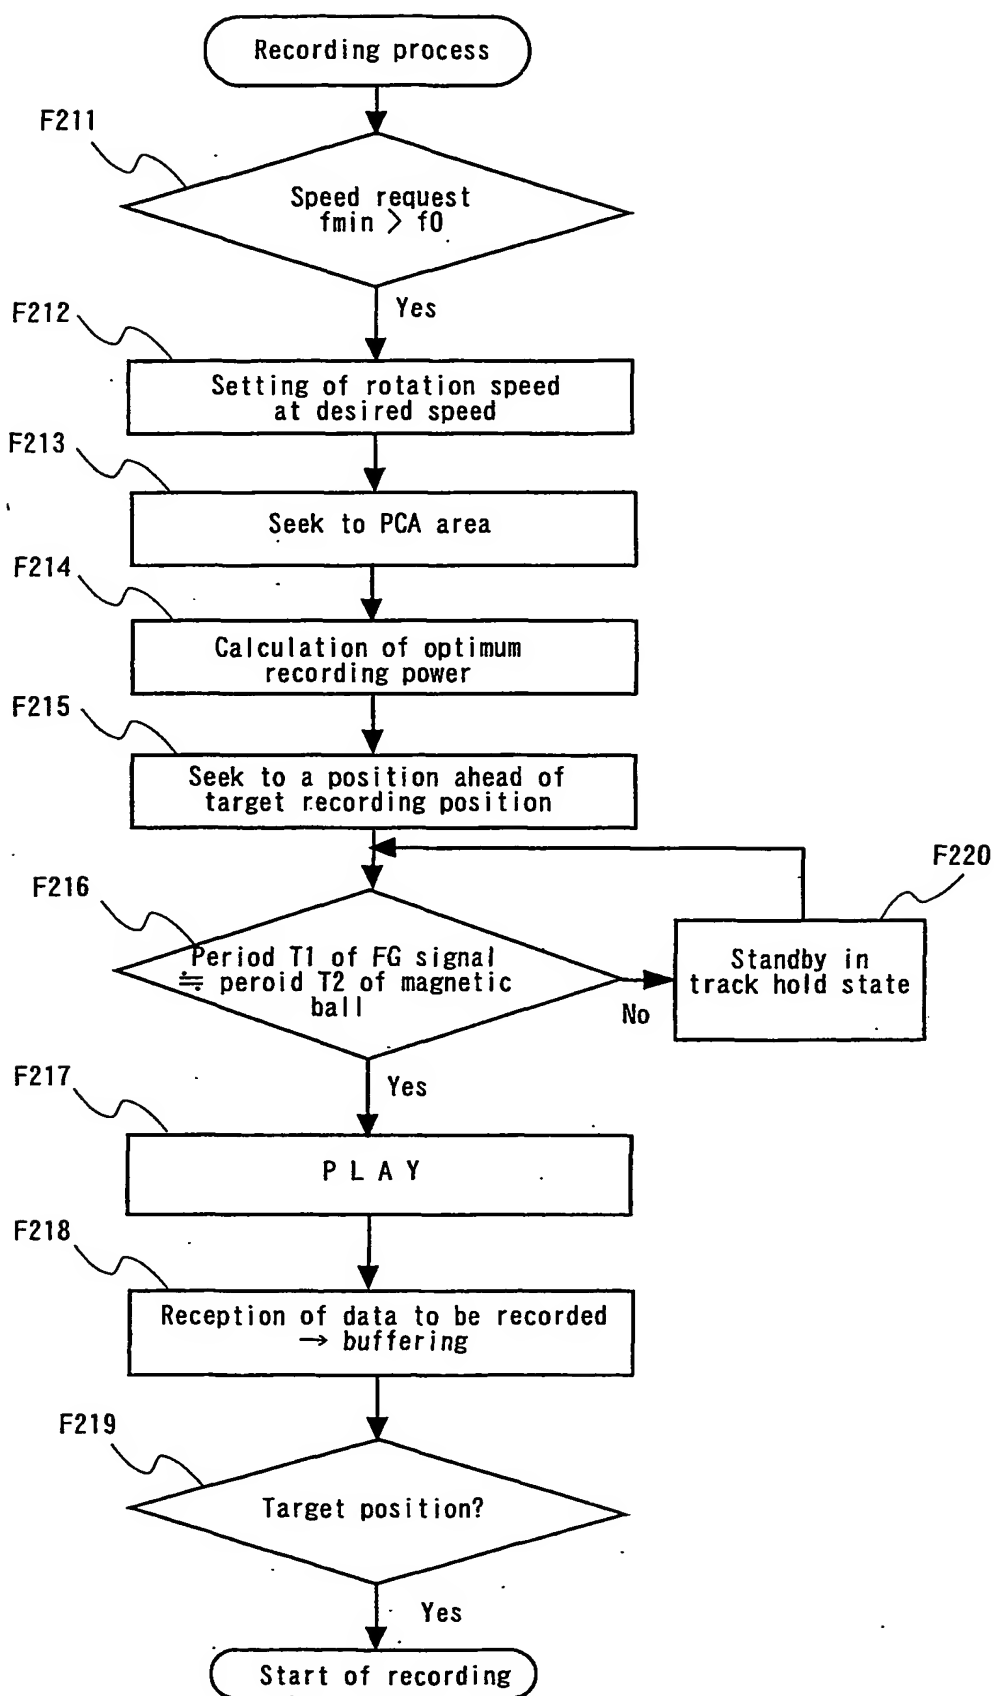 Recording process
F211
Speed request
fmin > f0
Yes
F212
Setting of rotation speed
at desired speed
F213
Seek to PCA area
F214
Calculation of optimum
recording power
F215
Seek to a position ahead of
target recording position
F216
Period T1 of FG signal
≒ peroid T2 of magnetic
ball
No
F220
Standby in
track hold state
Yes
F217
P L A Y
F218
Reception of data to be recorded
→ buffering
F219
Target position?
Yes
Start of recording